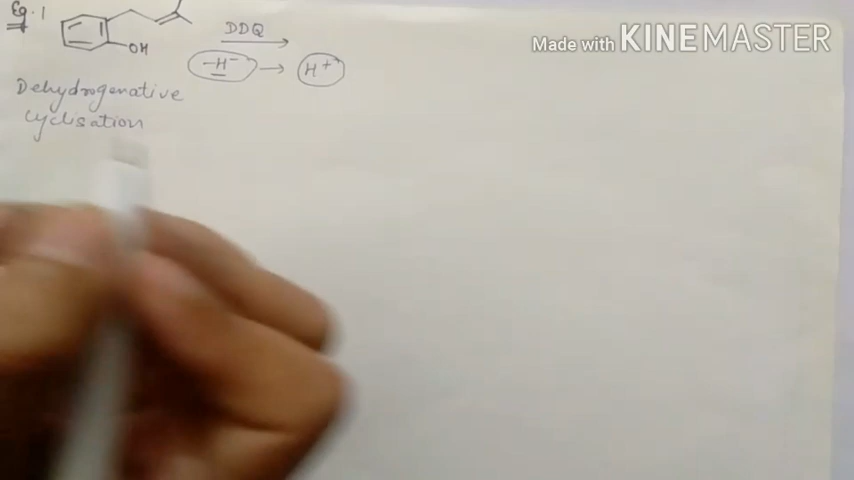 Eg. 1
OH
DDQ
-H⁻ → H⁺
Dehydrogenative
cyclisation
Made with KINEMASTER